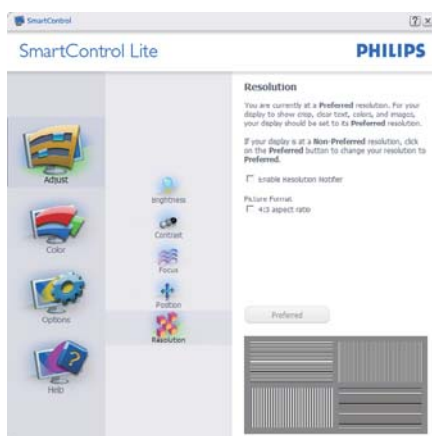 SmartControl
SmartControl Lite
PHILIPS
Adjust
Color
Options
Help
Brightness
Contrast
Focus
Position
Resolution
Resolution
You are currently at a Preferred resolution. For your
display to show crisp, clear text, colors, and images,
your display should be set to its Preferred resolution.
If your display is at a Non-Preferred resolution, click
on the Preferred button to change your resolution to
Preferred.
Enable Resolution Notifier
Picture Format
4:3 aspect ratio
Preferred